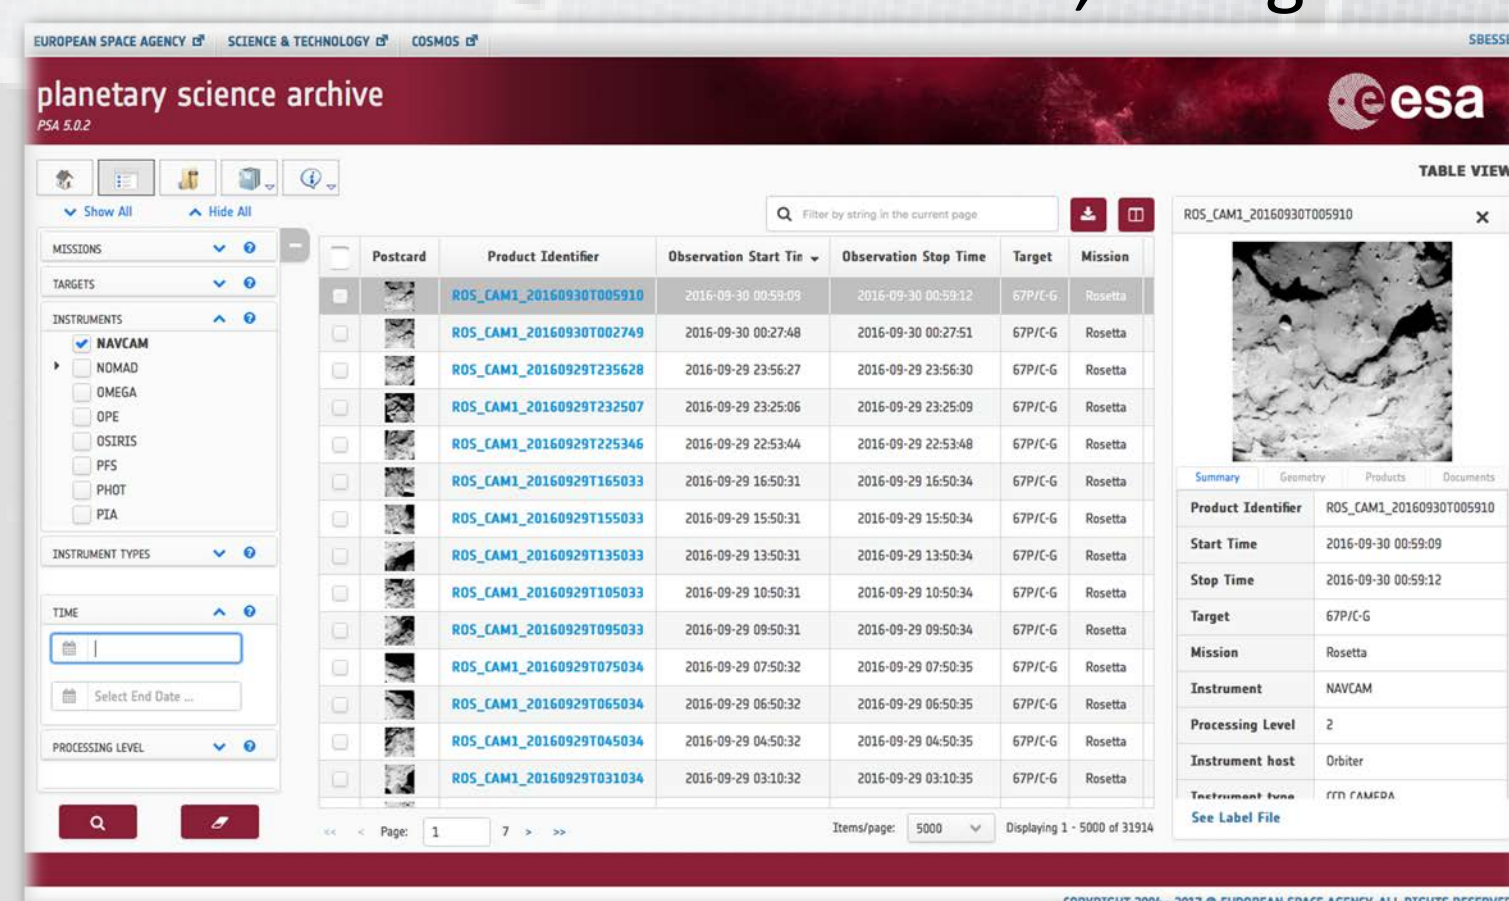 EUROPEAN SPACE AGENCY SCIENCE & TECHNOLOGY COSMOS
planetary science archive
PSA 5.0.2
esa
TABLE VIEW
Show All Hide All
MISSIONS
TARGETS
INSTRUMENTS
NAVCAM
NOMAD
OMEGA
OPE
OSIRIS
PFS
PHOT
PIA
INSTRUMENT TYPES
TIME
Select End Date ...
PROCESSING LEVEL
Filter by string in the current page
Postcard Product Identifier Observation Start Tin Observation Stop Time Target Mission
ROS_CAM1_20160930T005910 2016-09-30 00:59:09 2016-09-30 00:59:12 67P/C-G Rosetta
ROS_CAM1_20160930T002749 2016-09-30 00:27:48 2016-09-30 00:27:51 67P/C-G Rosetta
ROS_CAM1_20160929T235628 2016-09-29 23:56:27 2016-09-29 23:56:30 67P/C-G Rosetta
ROS_CAM1_20160929T232507 2016-09-29 23:25:06 2016-09-29 23:25:09 67P/C-G Rosetta
ROS_CAM1_20160929T225346 2016-09-29 22:53:44 2016-09-29 22:53:48 67P/C-G Rosetta
ROS_CAM1_20160929T165033 2016-09-29 16:50:31 2016-09-29 16:50:34 67P/C-G Rosetta
ROS_CAM1_20160929T155033 2016-09-29 15:50:31 2016-09-29 15:50:34 67P/C-G Rosetta
ROS_CAM1_20160929T135033 2016-09-29 13:50:31 2016-09-29 13:50:34 67P/C-G Rosetta
ROS_CAM1_20160929T105033 2016-09-29 10:50:31 2016-09-29 10:50:34 67P/C-G Rosetta
ROS_CAM1_20160929T095033 2016-09-29 09:50:31 2016-09-29 09:50:34 67P/C-G Rosetta
ROS_CAM1_20160929T075034 2016-09-29 07:50:32 2016-09-29 07:50:35 67P/C-G Rosetta
ROS_CAM1_20160929T065034 2016-09-29 06:50:32 2016-09-29 06:50:35 67P/C-G Rosetta
ROS_CAM1_20160929T045034 2016-09-29 04:50:32 2016-09-29 04:50:35 67P/C-G Rosetta
ROS_CAM1_20160929T031034 2016-09-29 03:10:32 2016-09-29 03:10:35 67P/C-G Rosetta
<< < Page: 1 7 > >> Items/page: 5000 Displaying 1 - 5000 of 31914
ROS_CAM1_20160930T005910
Summary Geometry Products Documents
Product Identifier ROS_CAM1_20160930T005910
Start Time 2016-09-30 00:59:09
Stop Time 2016-09-30 00:59:12
Target 67P/C-G
Mission Rosetta
Instrument NAVCAM
Processing Level 2
Instrument host Orbiter
Instrument type CCD CAMERA
See Label File